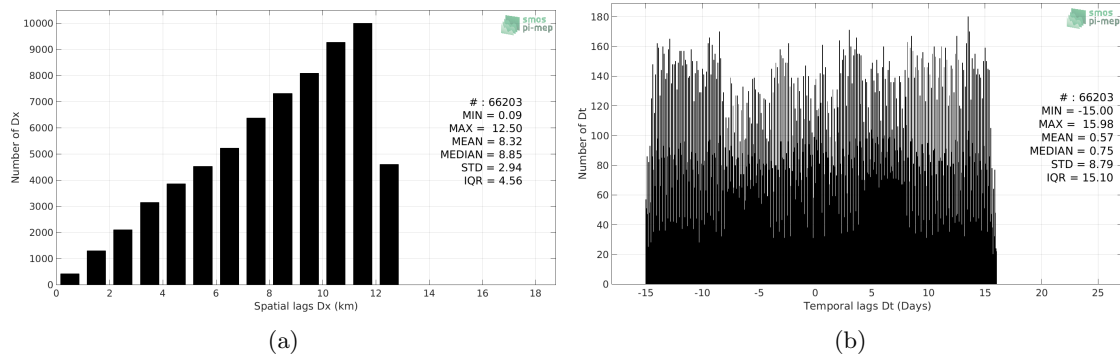 10000
9000
8000
7000
6000
5000
4000
3000
2000
1000
0
Number of Dx
0 2 4 6 8 10 12 14 16 18
Spatial lags Dx (km)
smos
pi-mep
# : 66203
MIN = 0.09
MAX = 12.50
MEAN = 8.32
MEDIAN = 8.85
STD = 2.94
IQR = 4.56
(a)
180
160
140
120
100
80
60
40
20
0
Number of Dt
-15 -10 -5 0 5 10 15 20 25
Temporal lags Dt (Days)
smos
pi-mep
# : 66203
MIN = -15.00
MAX = 15.98
MEAN = 0.57
MEDIAN = 0.75
STD = 8.79
IQR = 15.10
(b)